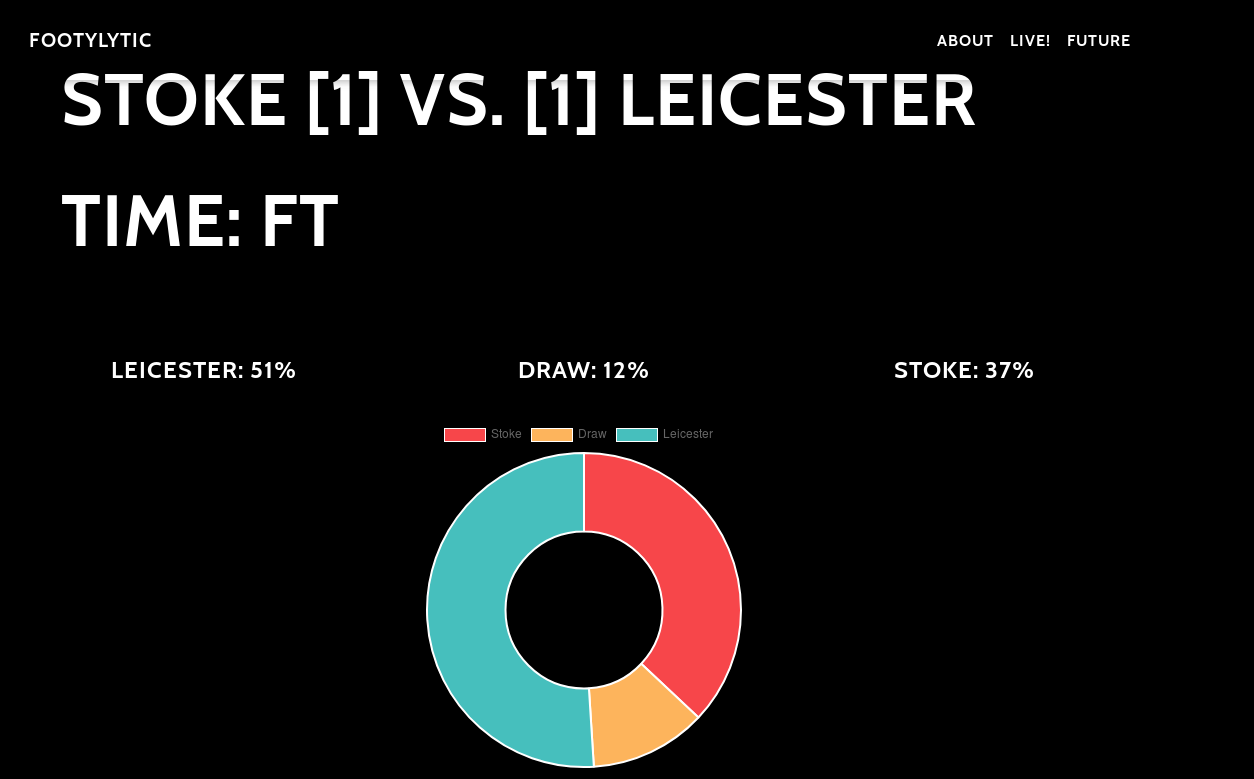 FOOTYLYTIC ABOUT LIVE! FUTURE
STOKE [1] VS. [1] LEICESTER
TIME: FT
LEICESTER: 51% DRAW: 12% STOKE: 37%
Stoke Draw Leicester